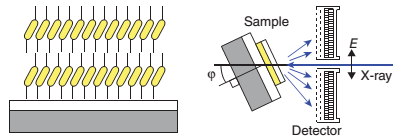 Sample
E
X-ray
φ
Detector